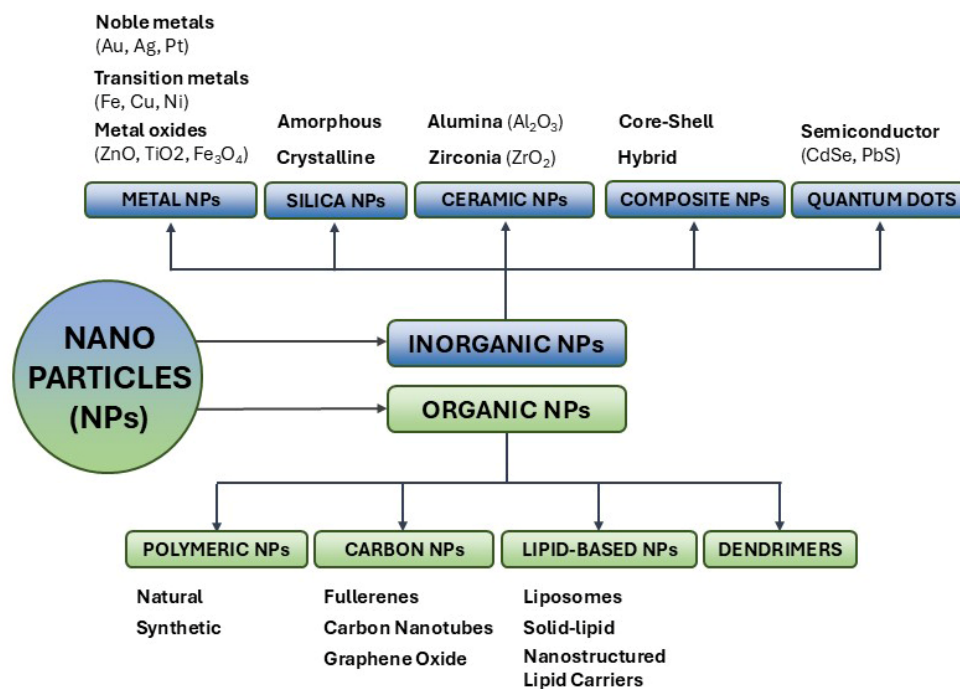 Noble metals
(Au, Ag, Pt)
Transition metals
(Fe, Cu, Ni)
Metal oxides
(ZnO, TiO2, Fe₃O₄)
METAL NPs
Amorphous
Crystalline
SILICA NPs
Alumina (Al₂O₃)
Zirconia (ZrO₂)
CERAMIC NPs
Core-Shell
Hybrid
COMPOSITE NPs
Semiconductor
(CdSe, PbS)
QUANTUM DOTS
NANO
PARTICLES
(NPs)
INORGANIC NPs
ORGANIC NPs
POLYMERIC NPs
Natural
Synthetic
CARBON NPs
Fullerenes
Carbon Nanotubes
Graphene Oxide
LIPID-BASED NPs
Liposomes
Solid-lipid
Nanostructured
Lipid Carriers
DENDRIMERS